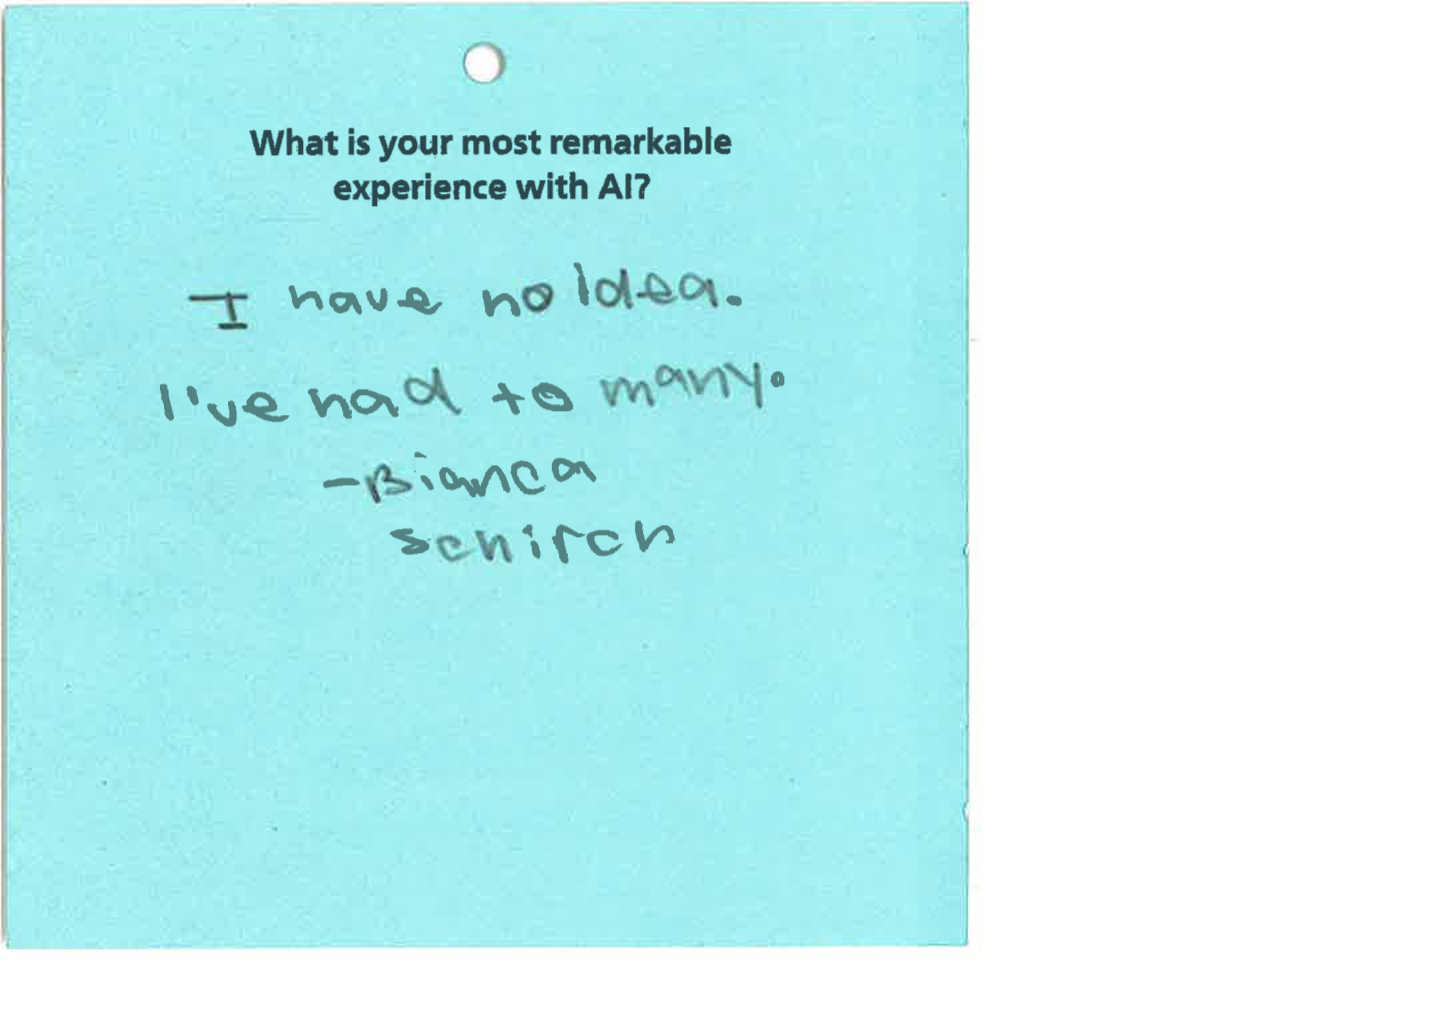 What is your most remarkable
experience with AI?
I have no Idea.
I've had to many.
-Bianca
Schirch